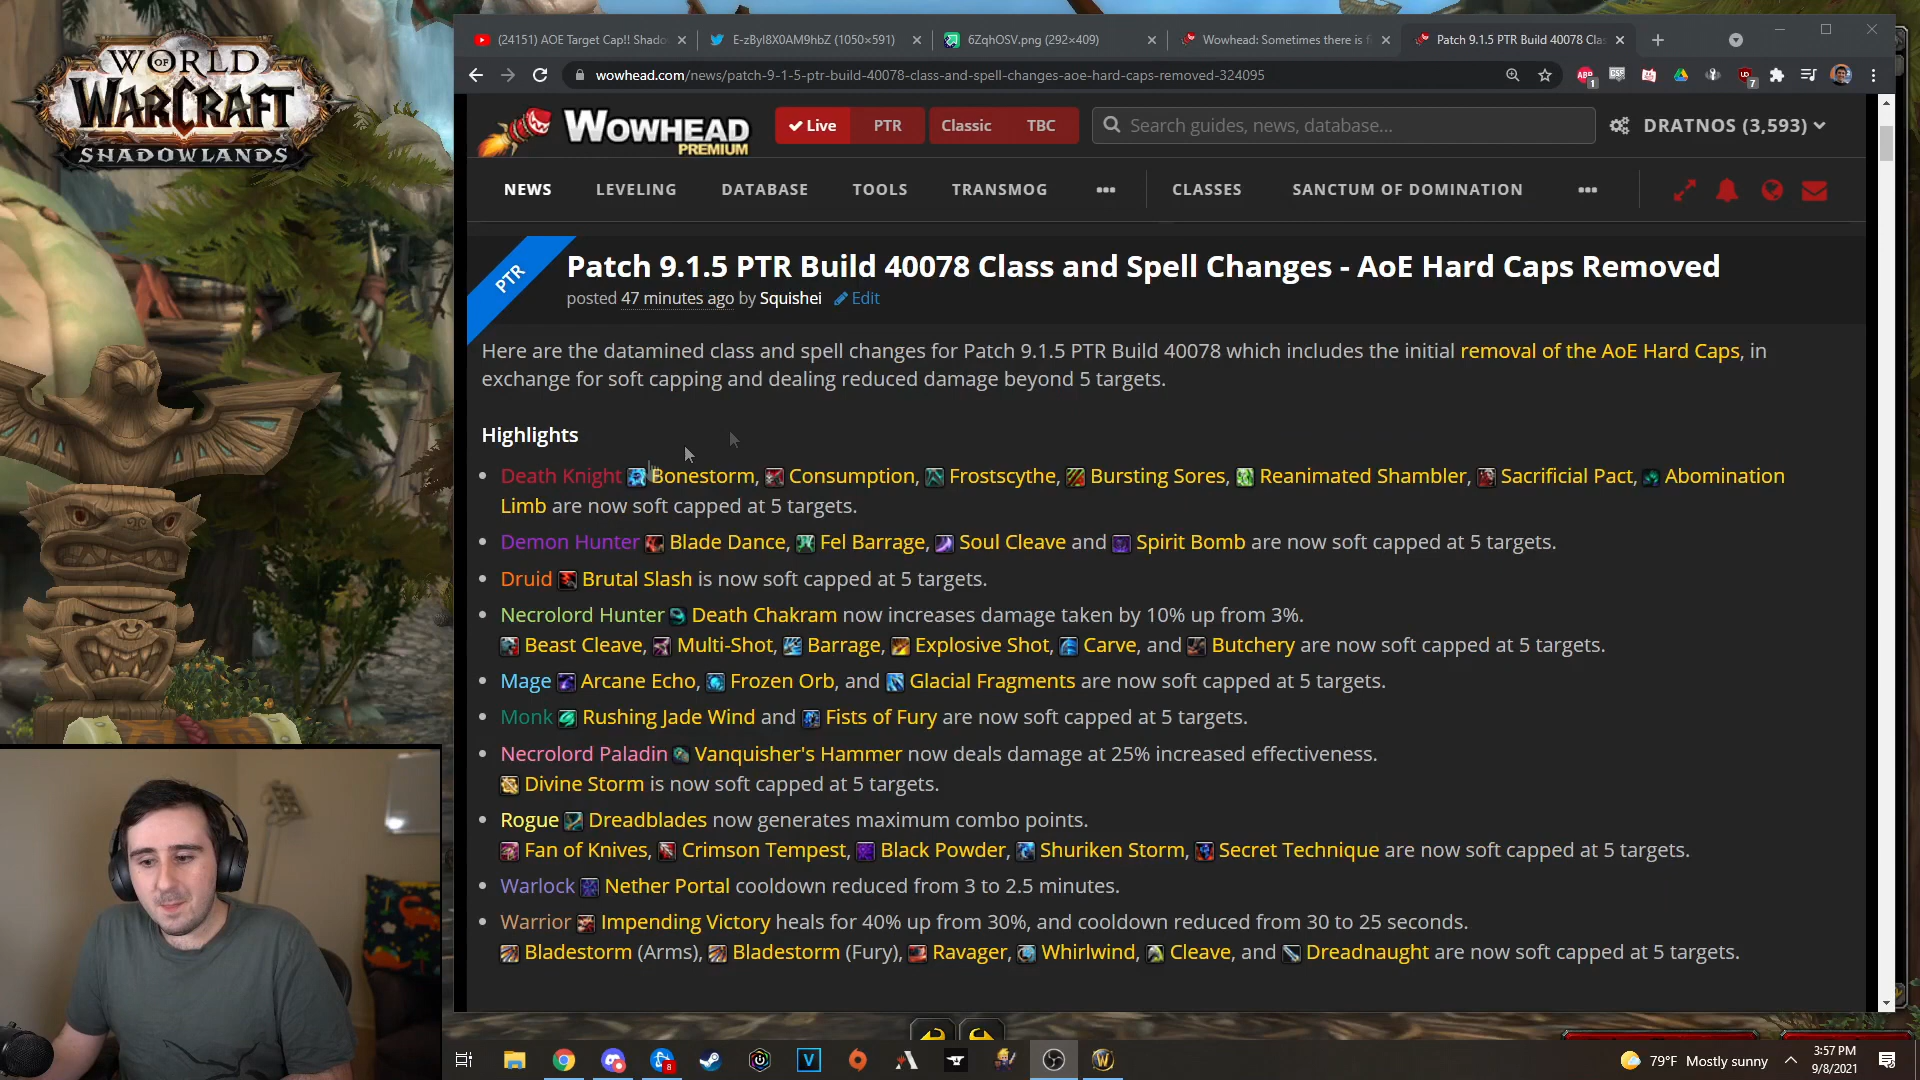 WORLD
OF
WARCRAFT
SHADOWLANDS
(24151) AOE Target Cap!! Shado
E-zByI8X0AM9hbZ (1050×591)
6ZqhOSV.png (292×409)
Wowhead: Sometimes there is
Patch 9.1.5 PTR Build 40078 Clas
wowhead.com/news/patch-9-1-5-ptr-build-40078-class-and-spell-changes-aoe-hard-caps-removed-324095
WOWHEAD
PREMIUM
Live
PTR
Classic
TBC
Search guides, news, database...
DRATNOS (3,593)
NEWS
LEVELING
DATABASE
TOOLS
TRANSMOG
CLASSES
SANCTUM OF DOMINATION
PTR
Patch 9.1.5 PTR Build 40078 Class and Spell Changes - AoE Hard Caps Removed
posted 47 minutes ago by Squishei Edit
Here are the datamined class and spell changes for Patch 9.1.5 PTR Build 40078 which includes the initial removal of the AoE Hard Caps, in
exchange for soft capping and dealing reduced damage beyond 5 targets.
Highlights
Death Knight Bonestorm, Consumption, Frostscythe, Bursting Sores, Reanimated Shambler, Sacrificial Pact, Abomination
Limb are now soft capped at 5 targets.
Demon Hunter Blade Dance, Fel Barrage, Soul Cleave and Spirit Bomb are now soft capped at 5 targets.
Druid Brutal Slash is now soft capped at 5 targets.
Necrolord Hunter Death Chakram now increases damage taken by 10% up from 3%.
Beast Cleave, Multi-Shot, Barrage, Explosive Shot, Carve, and Butchery are now soft capped at 5 targets.
Mage Arcane Echo, Frozen Orb, and Glacial Fragments are now soft capped at 5 targets.
Monk Rushing Jade Wind and Fists of Fury are now soft capped at 5 targets.
Necrolord Paladin Vanquisher's Hammer now deals damage at 25% increased effectiveness.
Divine Storm is now soft capped at 5 targets.
Rogue Dreadblades now generates maximum combo points.
Fan of Knives, Crimson Tempest, Black Powder, Shuriken Storm, Secret Technique are now soft capped at 5 targets.
Warlock Nether Portal cooldown reduced from 3 to 2.5 minutes.
Warrior Impending Victory heals for 40% up from 30%, and cooldown reduced from 30 to 25 seconds.
Bladestorm (Arms), Bladestorm (Fury), Ravager, Whirlwind, Cleave, and Dreadnaught are now soft capped at 5 targets.
79°F Mostly sunny
3:57 PM
9/8/2021